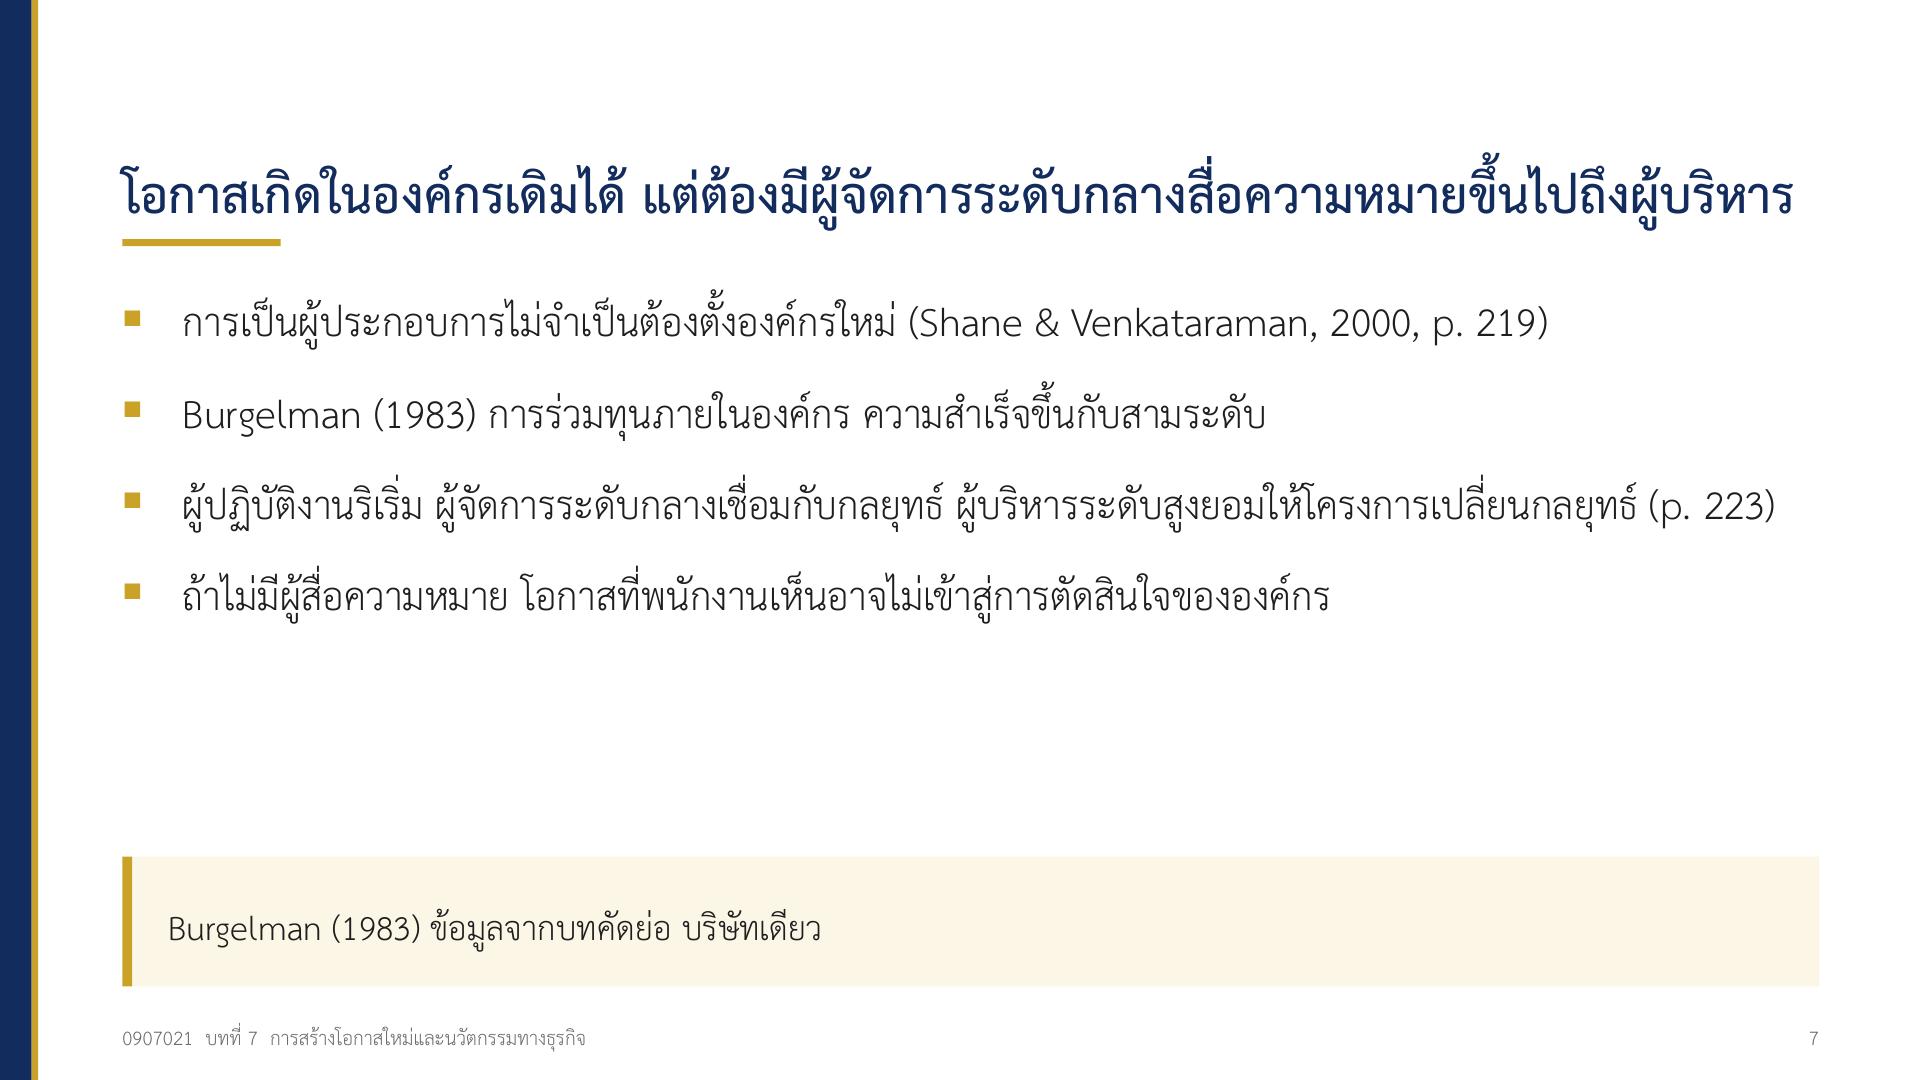 โอกาสเกิดในองค์กรเดิมได้ แต่ต้องมีผู้จัดการระดับกลางสื่อความหมายขึ้นไปถึงผู้บริหาร
การเป็นผู้ประกอบการไม่จำเป็นต้องตั้งองค์กรใหม่ (Shane & Venkataraman, 2000, p. 219)
Burgelman (1983) การร่วมทุนภายในองค์กร ความสำเร็จขึ้นกับสามระดับ
ผู้ปฏิบัติงานริเริ่ม ผู้จัดการระดับกลางเชื่อมกับกลยุทธ์ ผู้บริหารระดับสูงยอมให้โครงการเปลี่ยนกลยุทธ์ (p. 223)
ถ้าไม่มีผู้สื่อความหมาย โอกาสที่พนักงานเห็นอาจไม่เข้าสู่การตัดสินใจขององค์กร
Burgelman (1983) ข้อมูลจากบทคัดย่อ บริษัทเดียว
0907021 บทที่ 7 การสร้างโอกาสใหม่และนวัตกรรมทางธุรกิจ
7